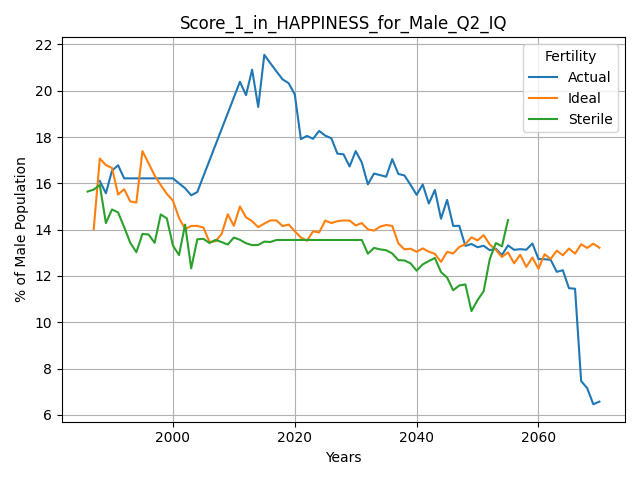 Score_1_in_HAPPINESS_for_Male_Q2_IQ
22
20
18
16
14
12
10
8
6
% of Male Population
Fertility
Actual
Ideal
Sterile
2000
2020
2040
2060
Years